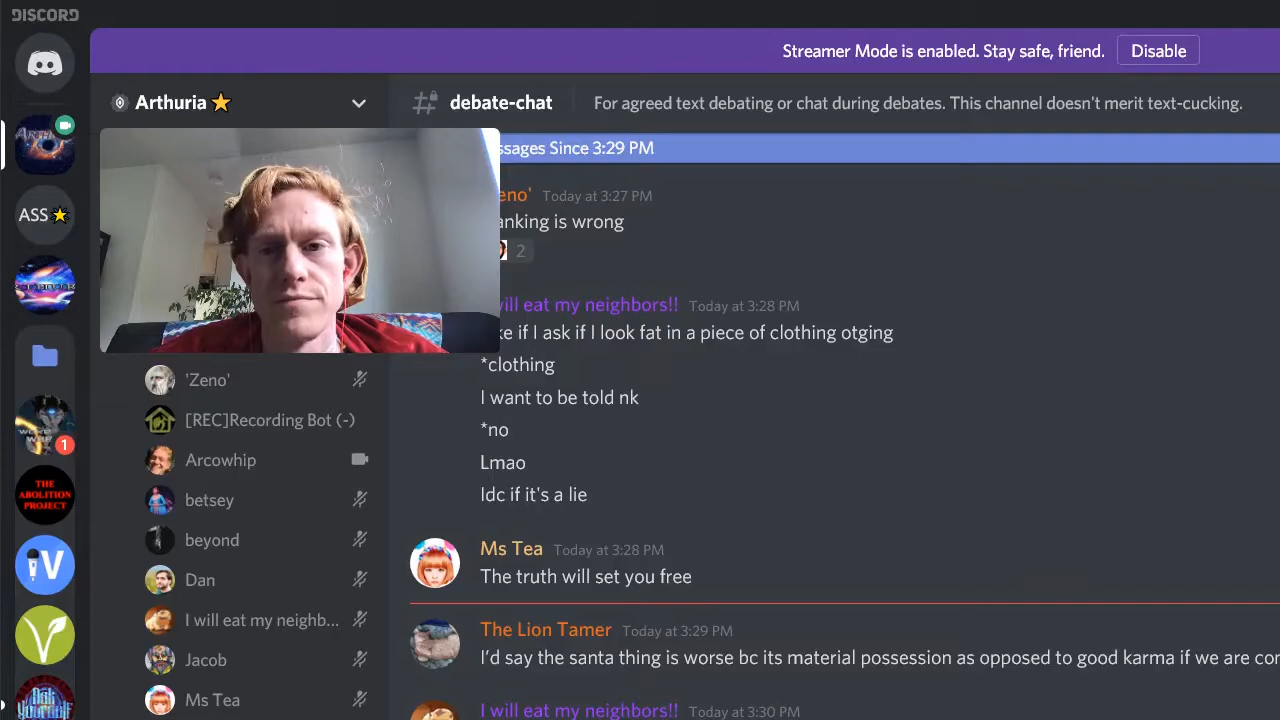 DISCORD
Streamer Mode is enabled. Stay safe, friend. Disable
Arthuria
debate-chat
For agreed text debating or chat during debates. This channel doesn't merit text-cucking.
Since 3:29 PM
Today at 3:27 PM
is wrong
2
ASS
will eat my neighbors!! Today at 3:28 PM
if I ask if I look fat in a piece of clothing otging
*clothing
'Zeno'
I want to be told nk
[REC]Recording Bot (-)
*no
1
Arcowhip
Lmao
THE ABOLITION PROJECT
betsey
Idc if it's a lie
beyond
Ms Tea Today at 3:28 PM
V
Dan
The truth will set you free
I will eat my neighb...
The Lion Tamer Today at 3:29 PM
Jacob
I'd say the santa thing is worse bc its material possession as opposed to good karma if we are
Ms Tea
I will eat my neighbors!! Today at 3:30 PM